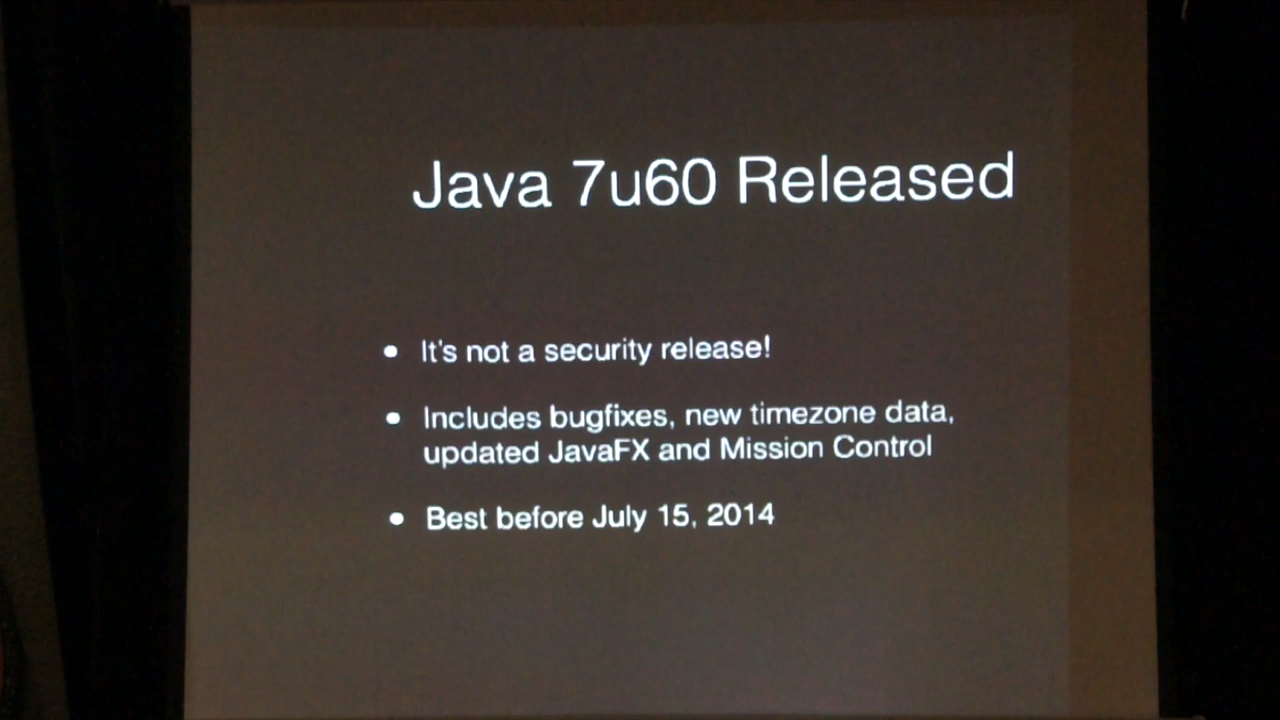 Java 7u60 Released
• It's not a security release!
• Includes bugfixes, new timezone data,
updated JavaFX and Mission Control
• Best before July 15, 2014